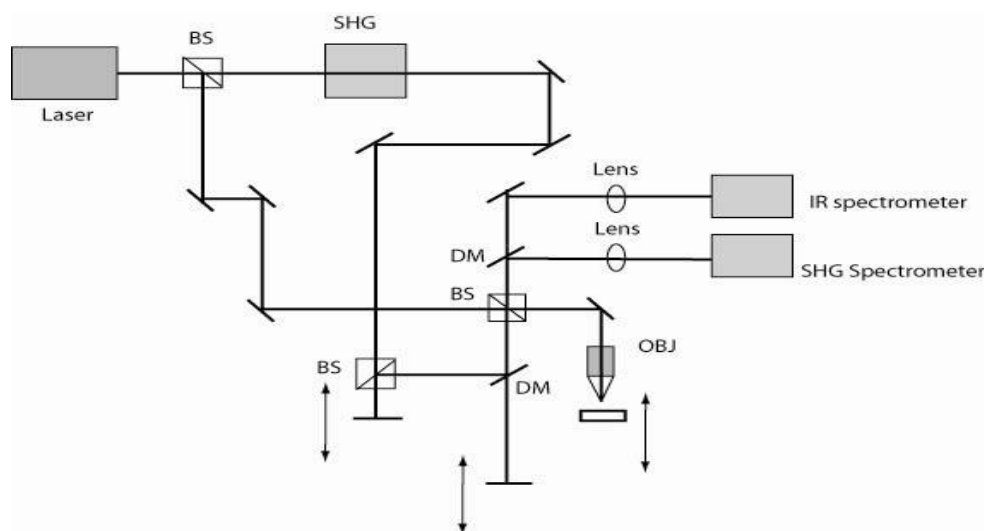 SHG
BS
Laser
Lens
IR spectrometer
Lens
DM
SHG Spectrometer
BS
OBJ
BS
DM